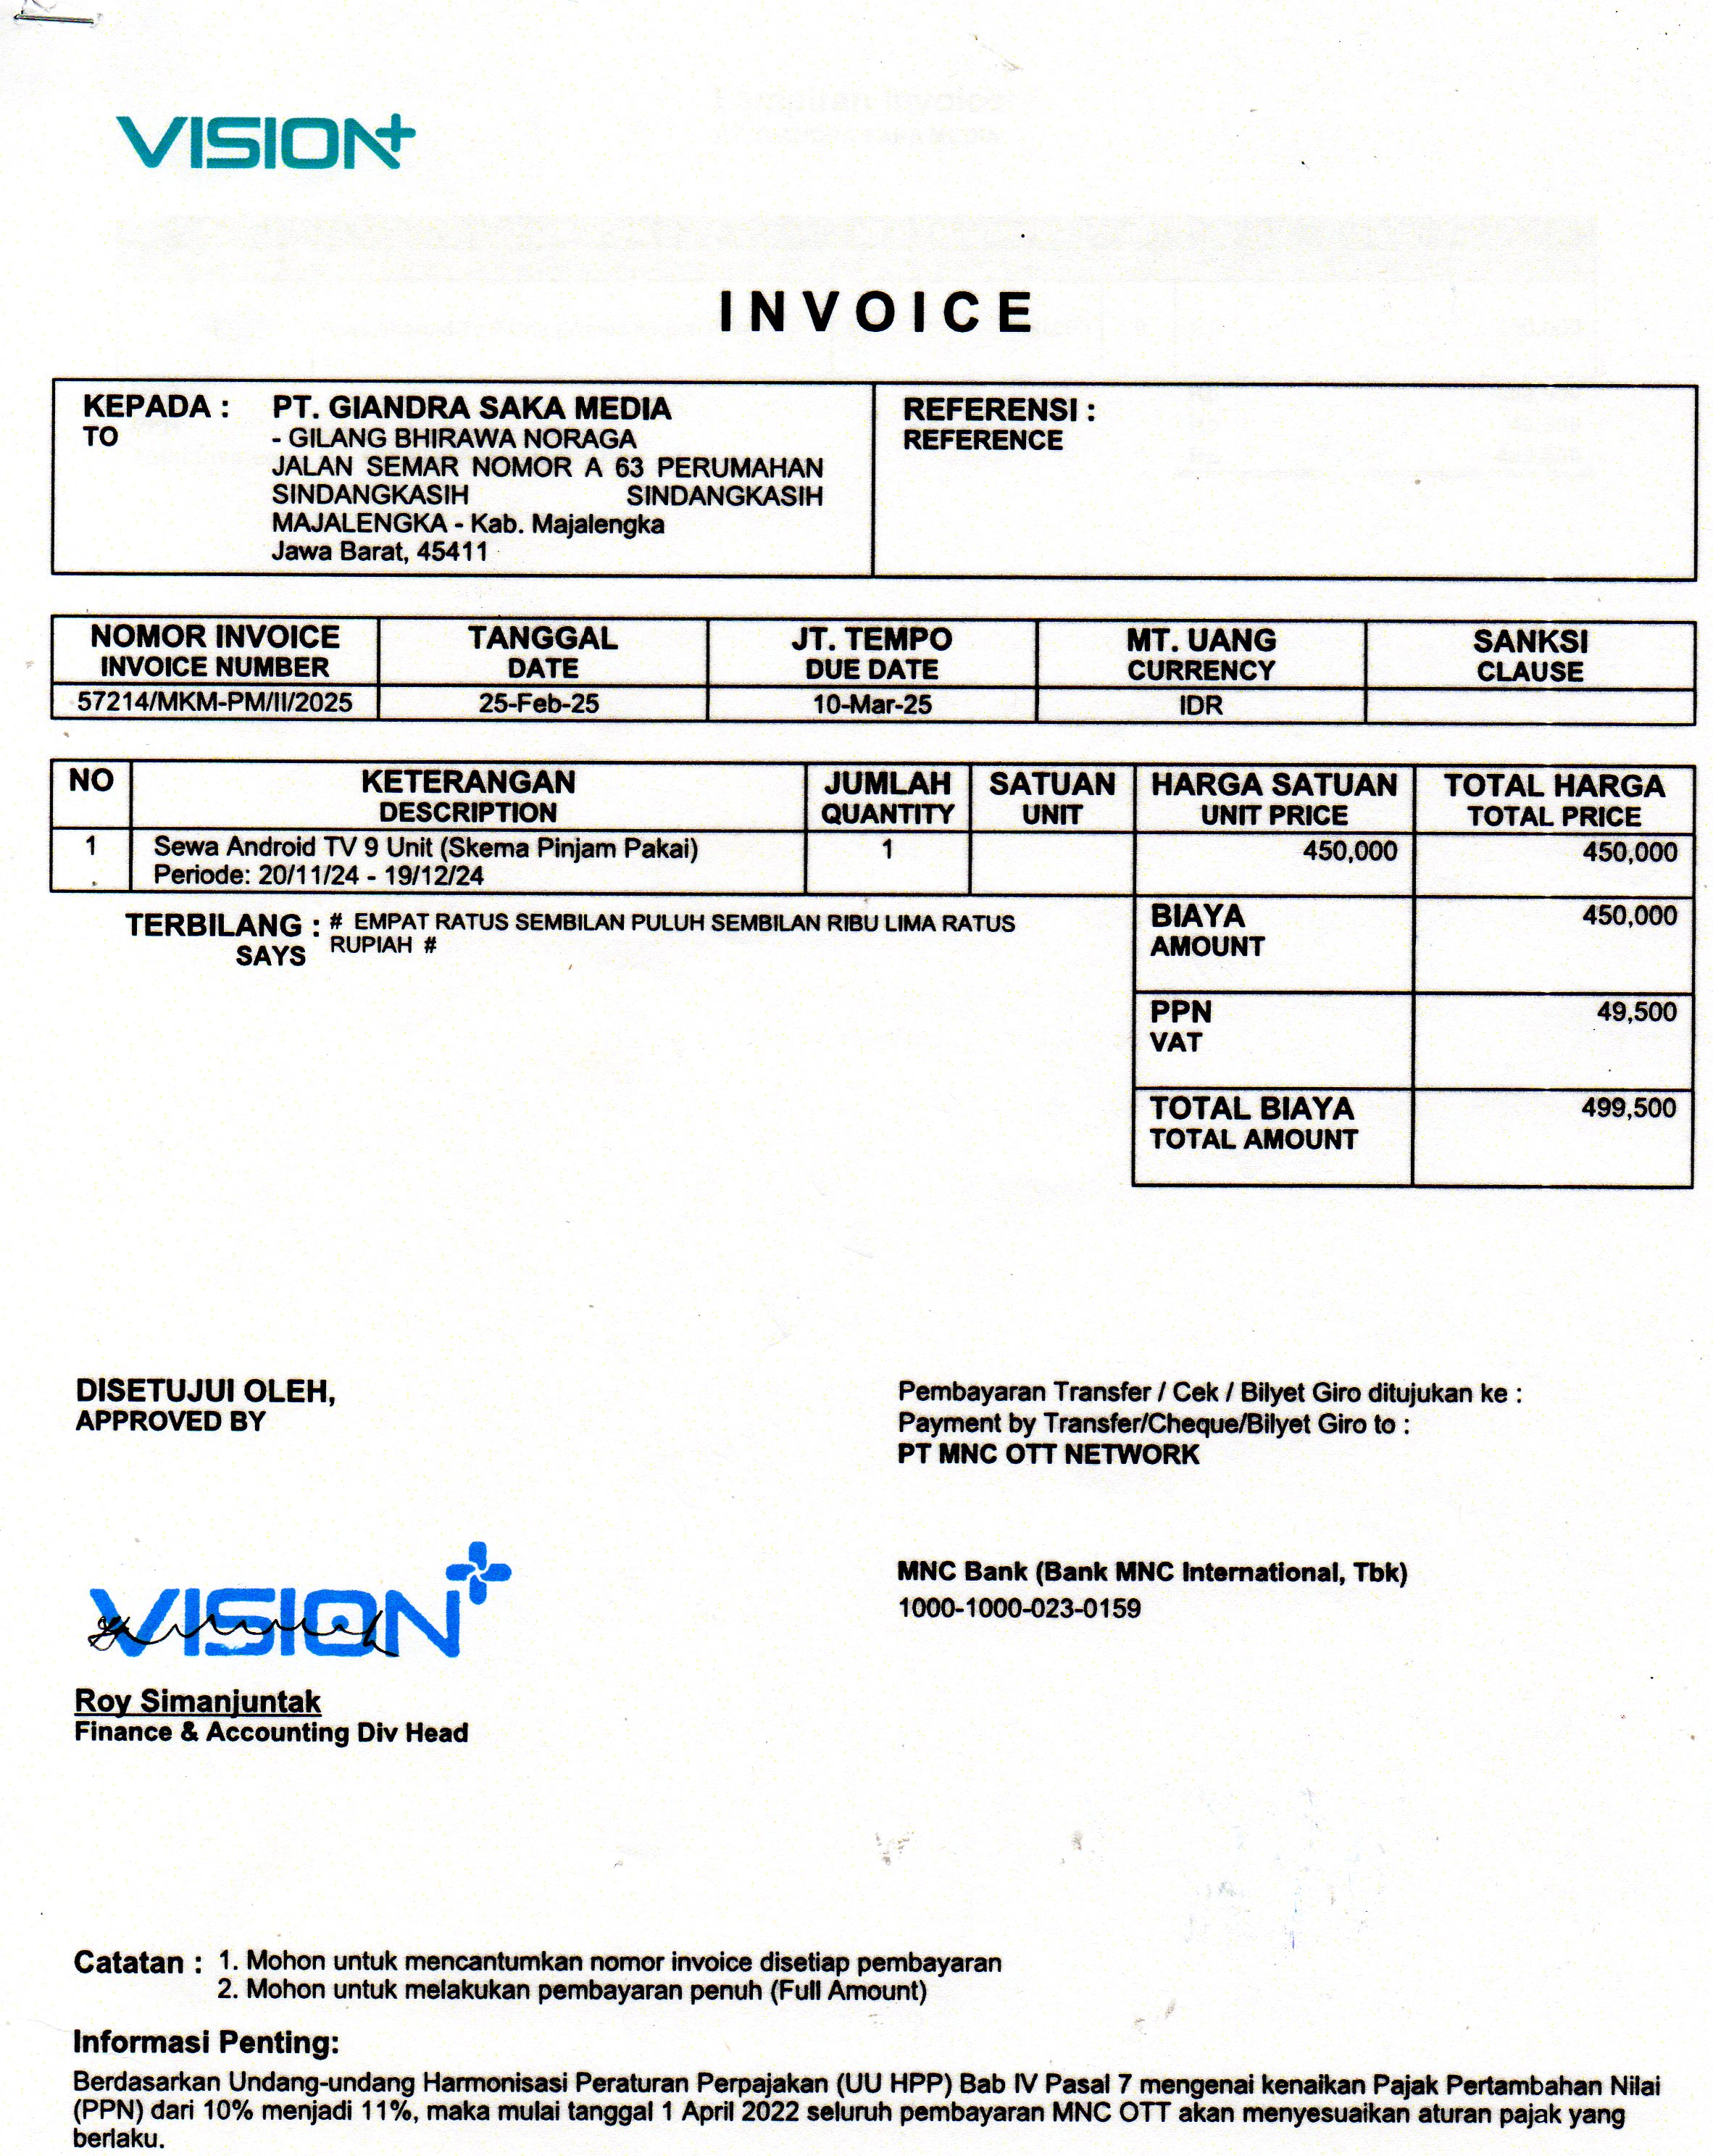 VISION+
INVOICE
KEPADA : PT. GIANDRA SAKA MEDIA
TO - GILANG BHIRAWA NORAGA
JALAN SEMAR NOMOR A 63 PERUMAHAN
SINDANGKASIH SINDANGKASIH
MAJALENGKA - Kab. Majalengka
Jawa Barat, 45411
REFERENSI :
REFERENCE
NOMOR INVOICE TANGGAL JT. TEMPO MT. UANG SANKSI
INVOICE NUMBER DATE DUE DATE CURRENCY CLAUSE
57214/MKM-PM/II/2025 25-Feb-25 10-Mar-25 IDR
NO KETERANGAN JUMLAH SATUAN HARGA SATUAN TOTAL HARGA
DESCRIPTION QUANTITY UNIT UNIT PRICE TOTAL PRICE
1 Sewa Android TV 9 Unit (Skema Pinjam Pakai) 1 450,000 450,000
Periode: 20/11/24 - 19/12/24
TERBILANG : # EMPAT RATUS SEMBILAN PULUH SEMBILAN RIBU LIMA RATUS
SAYS RUPIAH #
BIAYA 450,000
AMOUNT
PPN 49,500
VAT
TOTAL BIAYA 499,500
TOTAL AMOUNT
DISETUJUI OLEH,
APPROVED BY
Pembayaran Transfer / Cek / Bilyet Giro ditujukan ke :
Payment by Transfer/Cheque/Bilyet Giro to :
PT MNC OTT NETWORK
MNC Bank (Bank MNC International, Tbk)
1000-1000-023-0159
VISION+
Roy Simanjuntak
Finance & Accounting Div Head
Catatan : 1. Mohon untuk mencantumkan nomor invoice disetiap pembayaran
2. Mohon untuk melakukan pembayaran penuh (Full Amount)
Informasi Penting:
Berdasarkan Undang-undang Harmonisasi Peraturan Perpajakan (UU HPP) Bab IV Pasal 7 mengenai kenaikan Pajak Pertambahan Nilai
(PPN) dari 10% menjadi 11%, maka mulai tanggal 1 April 2022 seluruh pembayaran MNC OTT akan menyesuaikan aturan pajak yang
berlaku.